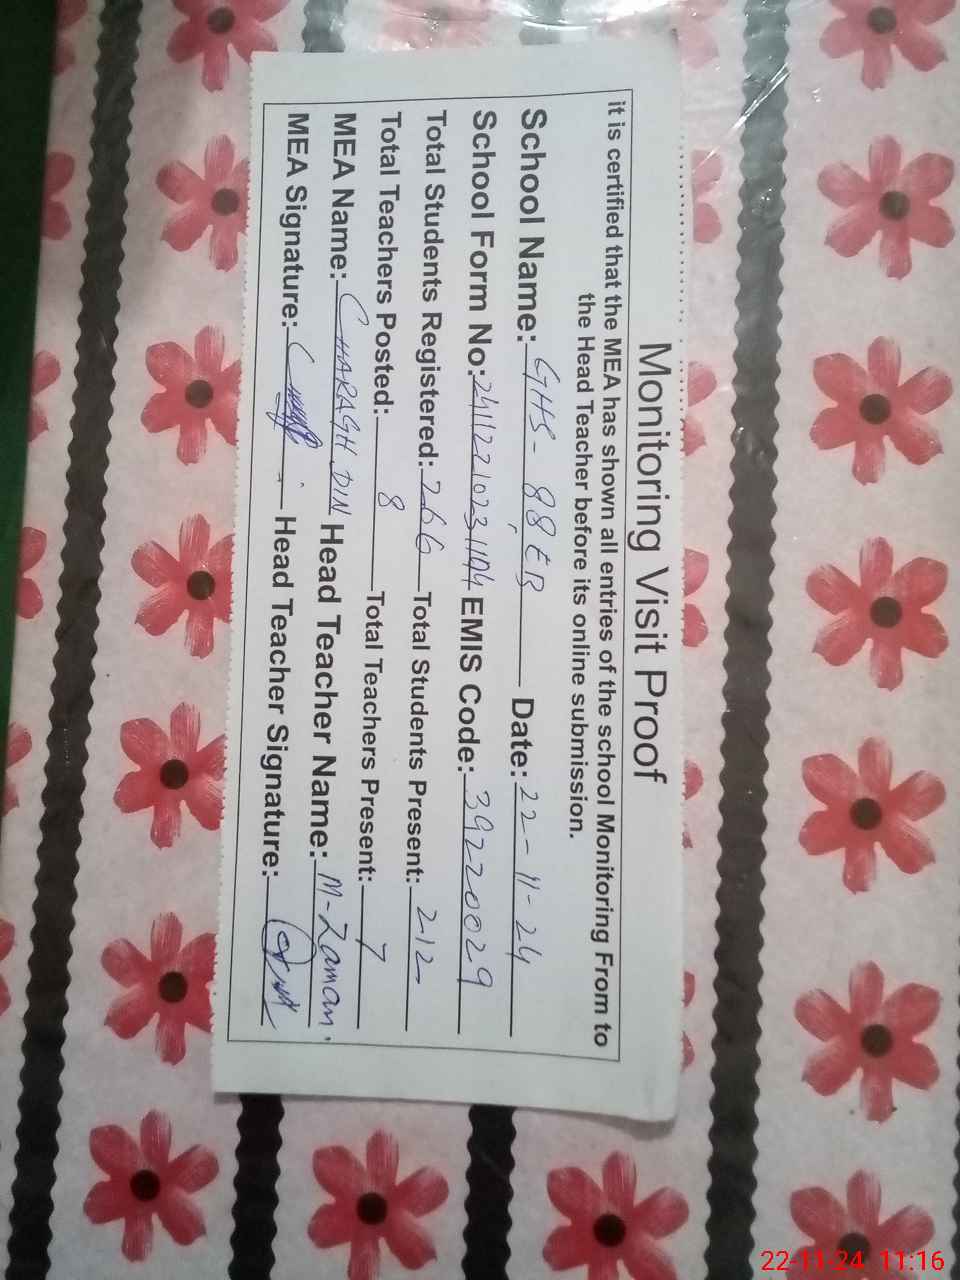 Monitoring Visit Proof
it is certified that the MEA has shown all entries of the school Monitoring From to
the Head Teacher before its online submission.
School Name: GHS - 88 EB Date: 22-11-24
School Form No: EMIS Code: 39220029
Total Students Registered: 266 Total Students Present: 212
Total Teachers Posted: 8 Total Teachers Present: 7
MEA Name: CHARAGH DIN Head Teacher Name: M-Zaman
MEA Signature: Head Teacher Signature:
22-11-24 11:16